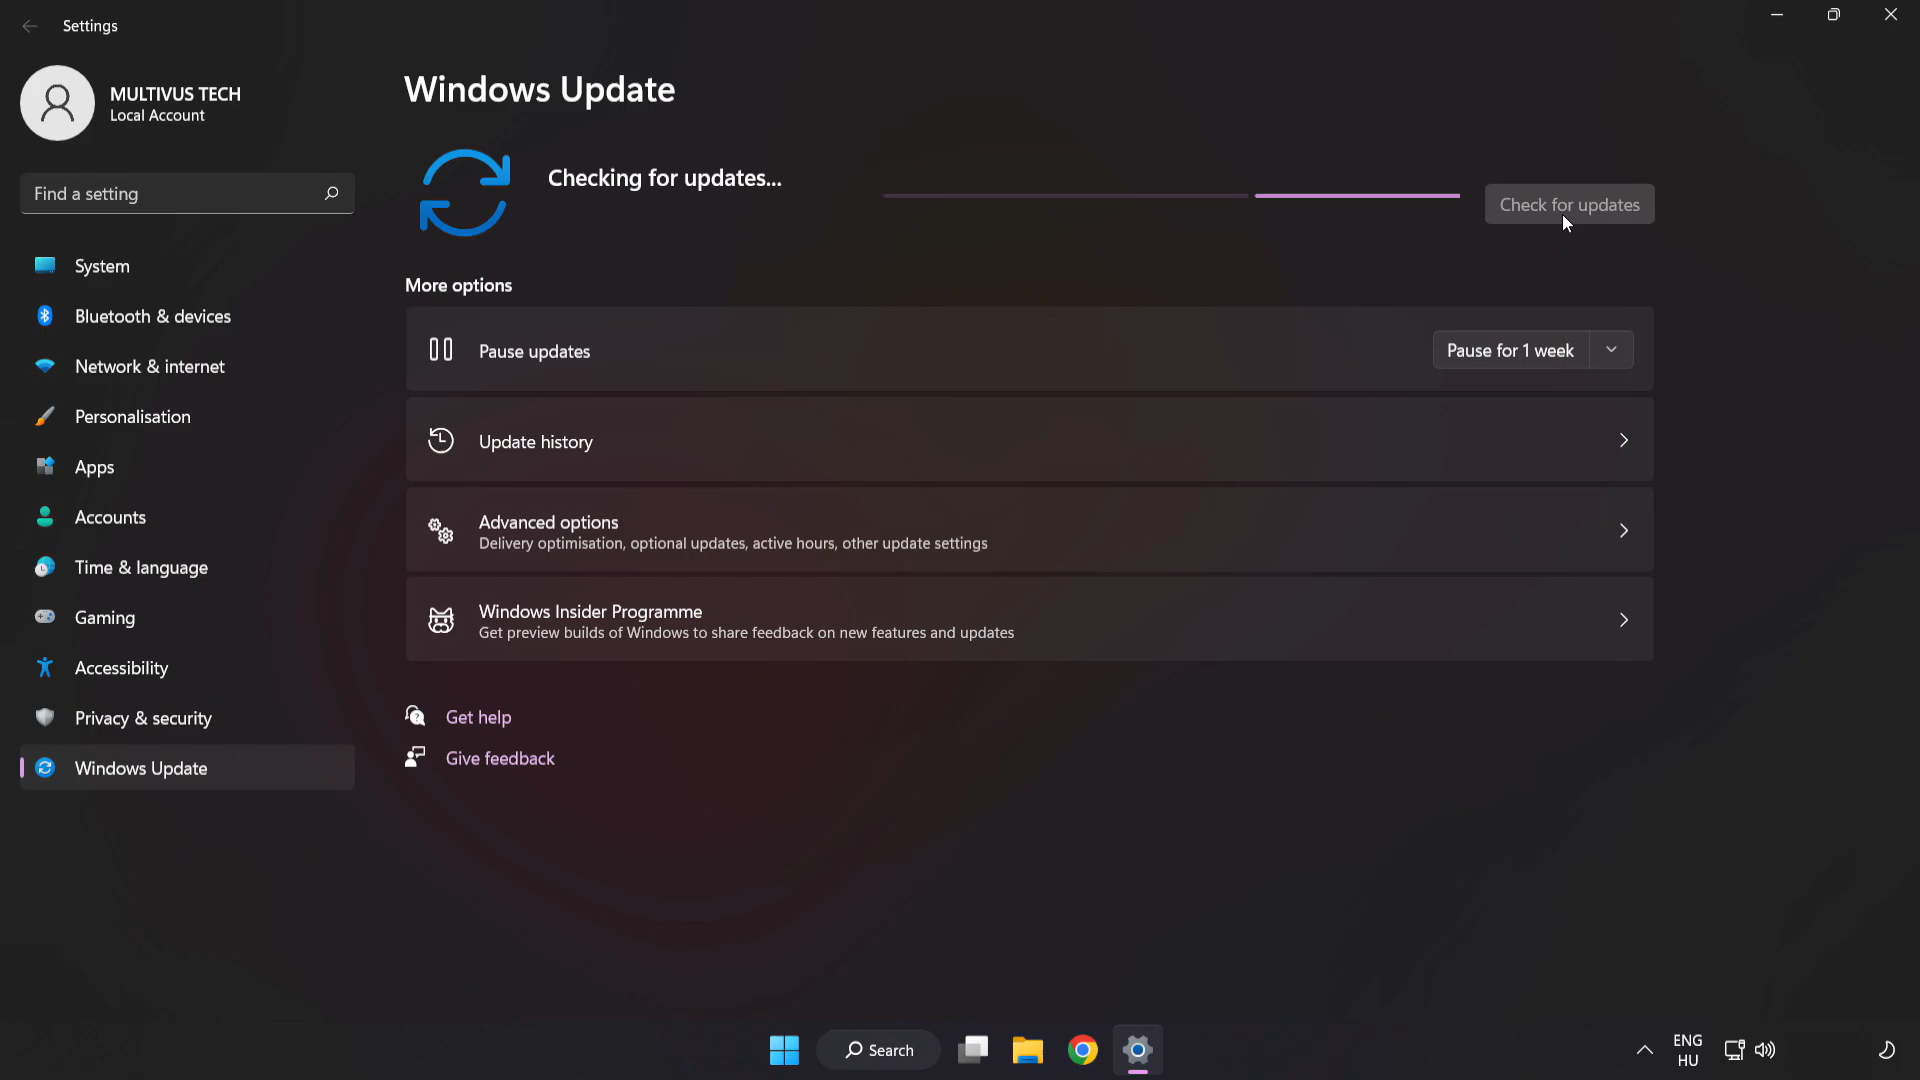 Settings
MULTIVUS TECH
Local Account
Find a setting
System
Bluetooth & devices
Network & internet
Personalisation
Apps
Accounts
Time & language
Gaming
Accessibility
Privacy & security
Windows Update
Windows Update
Checking for updates...
Check for updates
More options
Pause updates
Pause for 1 week
Update history
Advanced options
Delivery optimisation, optional updates, active hours, other update settings
Windows Insider Programme
Get preview builds of Windows to share feedback on new features and updates
Get help
Give feedback
Search
ENG
HU